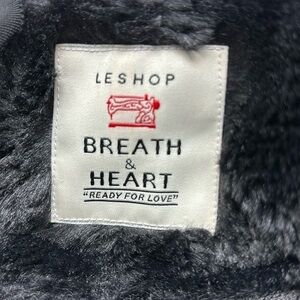 LESHOP
BREATH
&
HEART
"READY FOR LOVE"